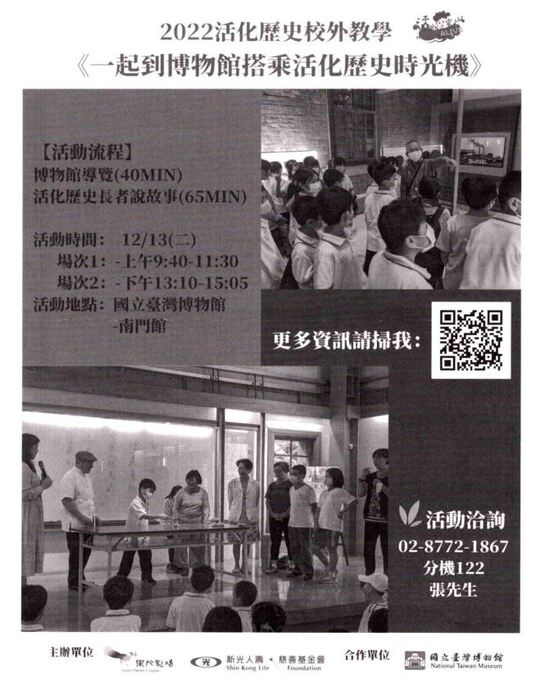 2022活化歷史校外教學
《一起到博物館搭乘活化歷史時光機》
【活動流程】
博物館導覽(40MIN)
活化歷史長者說故事(65MIN)
活動時間： 12/13(二)
場次1：-上午9:40-11:30
場次2：-下午13:10-15:05
活動地點：國立臺灣博物館
-南門館
更多資訊請掃我：
活動洽詢
02-8772-1867
分機122
張先生
主辦單位
新光人壽 慈善基金會
Shin Kong Life Foundation
合作單位
國立臺灣博物館
National Taiwan Museum